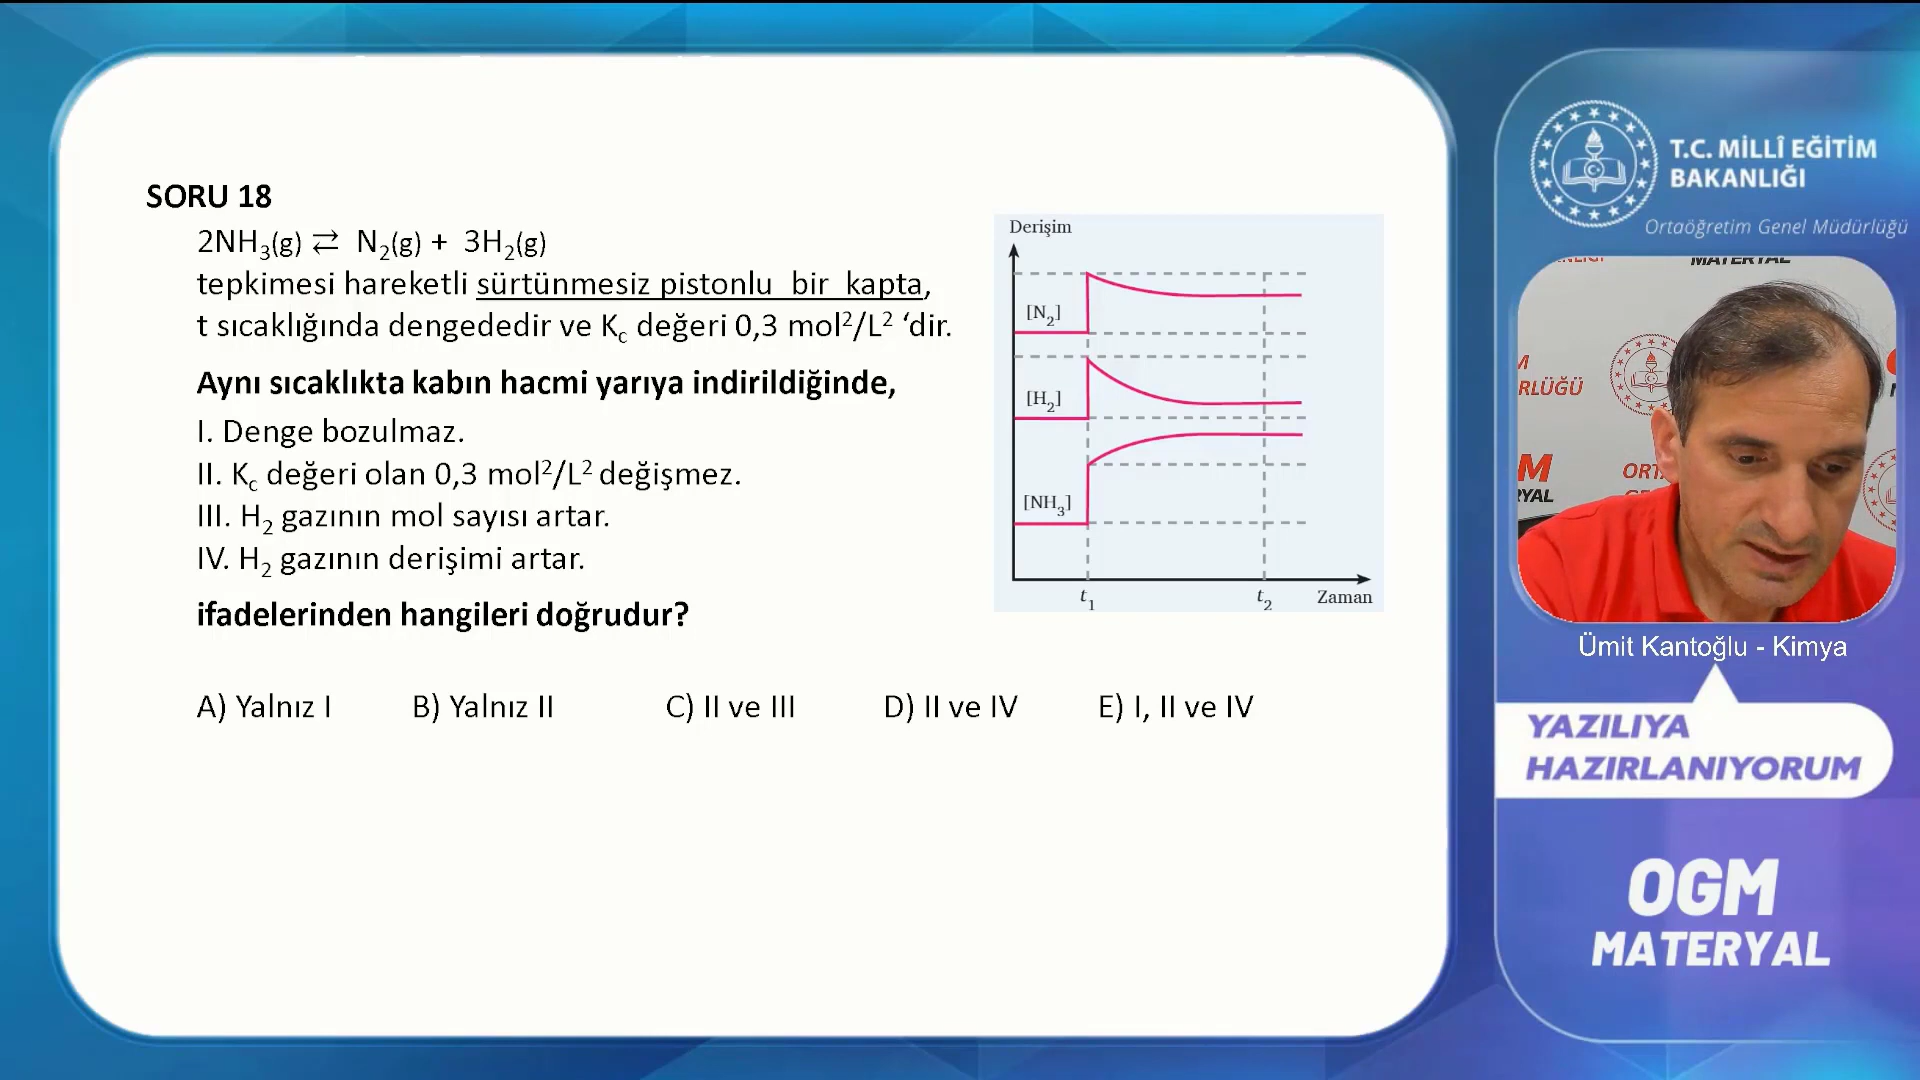 SORU 18
2NH₃(g) ⇄ N₂(g) + 3H₂(g)
tepkimesi hareketli sürtünmesiz pistonlu bir kapta,
t sıcaklığında dengededir ve K꜀ değeri 0,3 mol²/L² ‘dir.
Aynı sıcaklıkta kabın hacmi yarıya indirildiğinde,
I. Denge bozulmaz.
II. K꜀ değeri olan 0,3 mol²/L² değişmez.
III. H₂ gazının mol sayısı artar.
IV. H₂ gazının derişimi artar.
ifadelerinden hangileri doğrudur?
A) Yalnız I B) Yalnız II C) II ve III D) II ve IV E) I, II ve IV
Derişim
[N₂]
[H₂]
[NH₃]
t₁ t₂ Zaman
T.C. MİLLÎ EĞİTİM
BAKANLIĞI
Ortaöğretim Genel Müdürlüğü
MATERYAL
Ümit Kantoğlu - Kimya
YAZILIYA
HAZIRLANIYORUM
OGM
MATERYAL